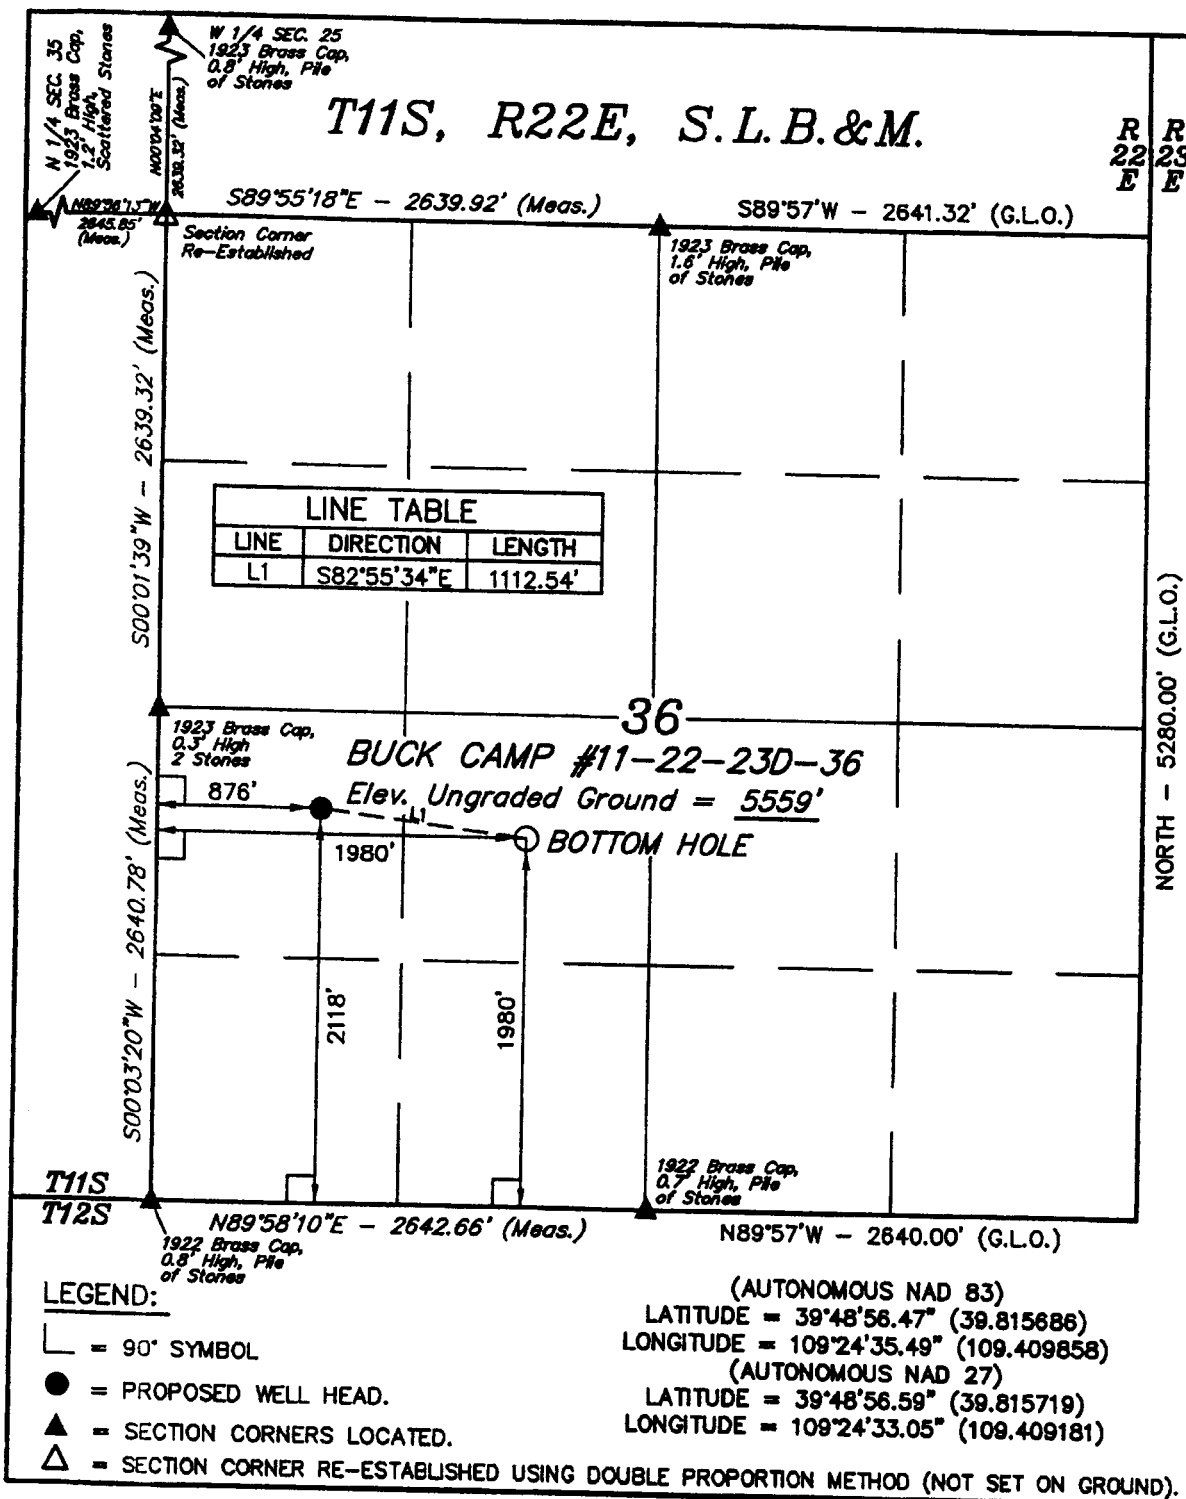 N 1/4 SEC. 35
1923 Brass Cap,
1.2' High,
Scattered Stones
W 1/4 SEC. 25
1923 Brass Cap,
0.8' High, Pile
of Stones
N00°04'00"E
2639.32' (Meas.)
T11S, R22E, S.L.B.&M.
R R
22 23
E E
N89°56'13"W
2645.85'
(Meas.)
S89°55'18"E - 2639.92' (Meas.)
S89°57'W - 2641.32' (G.L.O.)
Section Corner
Re-Established
1923 Brass Cap,
1.6' High, Pile
of Stones
S00°01'39"W - 2639.32' (Meas.)
LINE TABLE
LINE DIRECTION LENGTH
L1 S82°55'34"E 1112.54'
NORTH - 5280.00' (G.L.O.)
36
1923 Brass Cap,
0.3' High
2 Stones
BUCK CAMP #11-22-23D-36
Elev. Ungraded Ground = 5559'
876'
L1
BOTTOM HOLE
1980'
S00°03'20"W - 2640.78' (Meas.)
2118'
1980'
T11S
T12S
1922 Brass Cap,
0.7' High, Pile
of Stones
N89°58'10"E - 2642.66' (Meas.)
N89°57'W - 2640.00' (G.L.O.)
1922 Brass Cap,
0.8' High, Pile
of Stones
LEGEND:
= 90° SYMBOL
= PROPOSED WELL HEAD.
= SECTION CORNERS LOCATED.
= SECTION CORNER RE-ESTABLISHED USING DOUBLE PROPORTION METHOD (NOT SET ON GROUND).
(AUTONOMOUS NAD 83)
LATITUDE = 39°48'56.47" (39.815686)
LONGITUDE = 109°24'35.49" (109.409858)
(AUTONOMOUS NAD 27)
LATITUDE = 39°48'56.59" (39.815719)
LONGITUDE = 109°24'33.05" (109.409181)